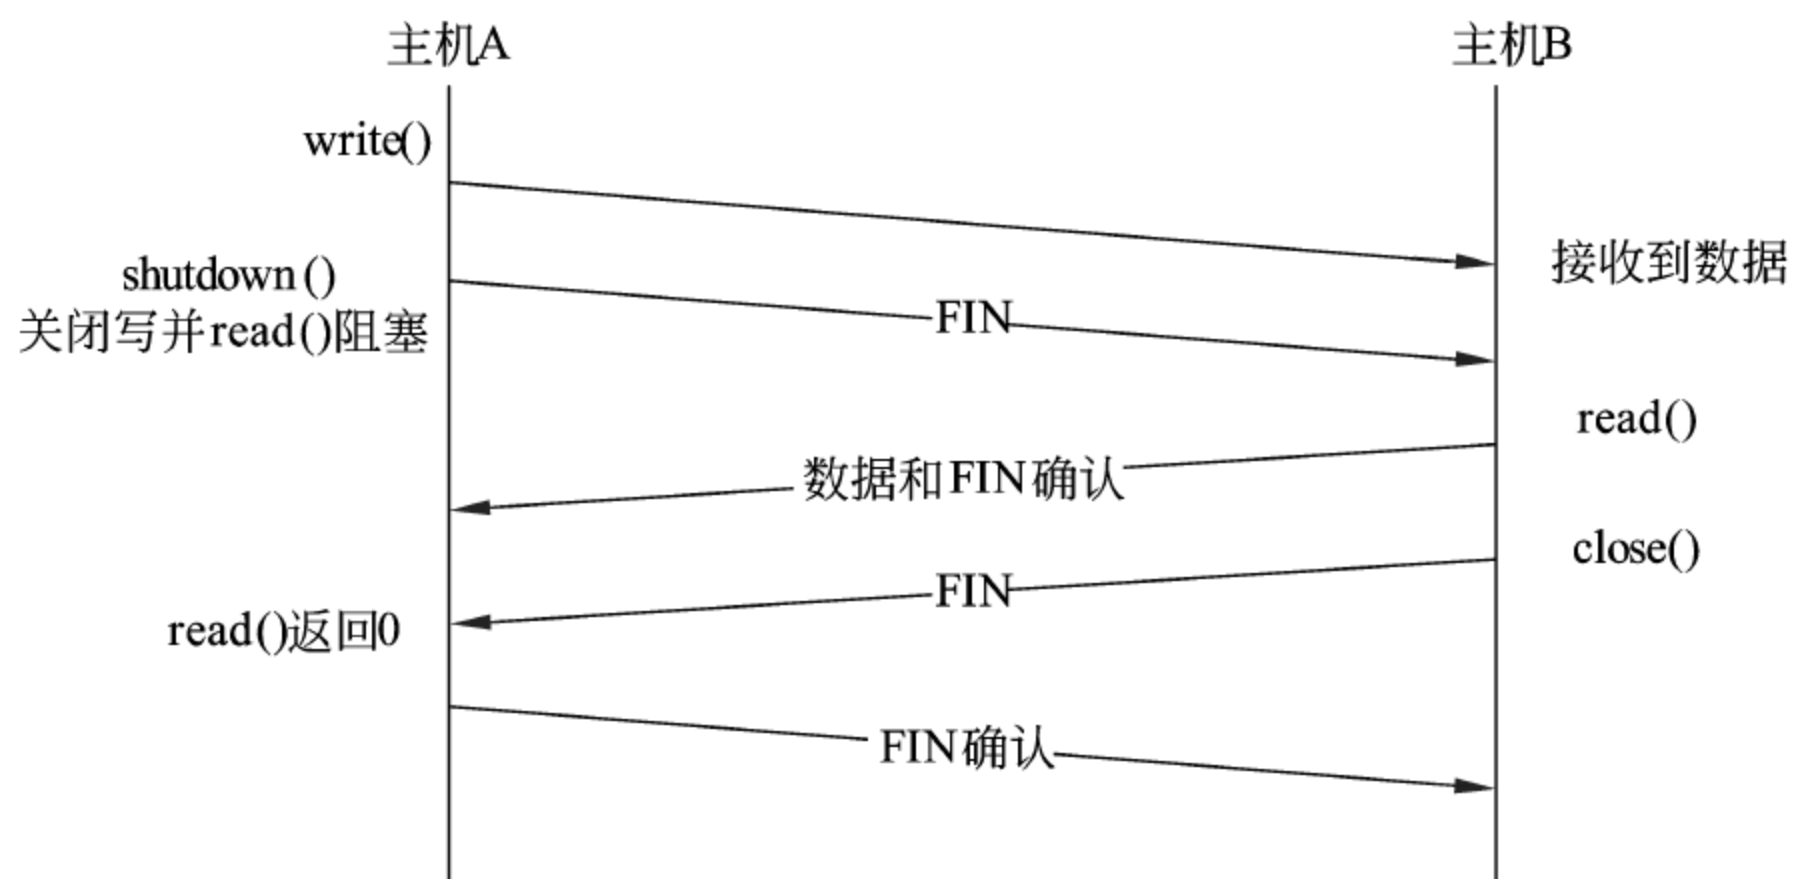 主机A
主机B
write()
接收到数据
shutdown()
关闭写并read()阻塞
FIN
read()
数据和FIN确认
close()
FIN
read()返回0
FIN确认